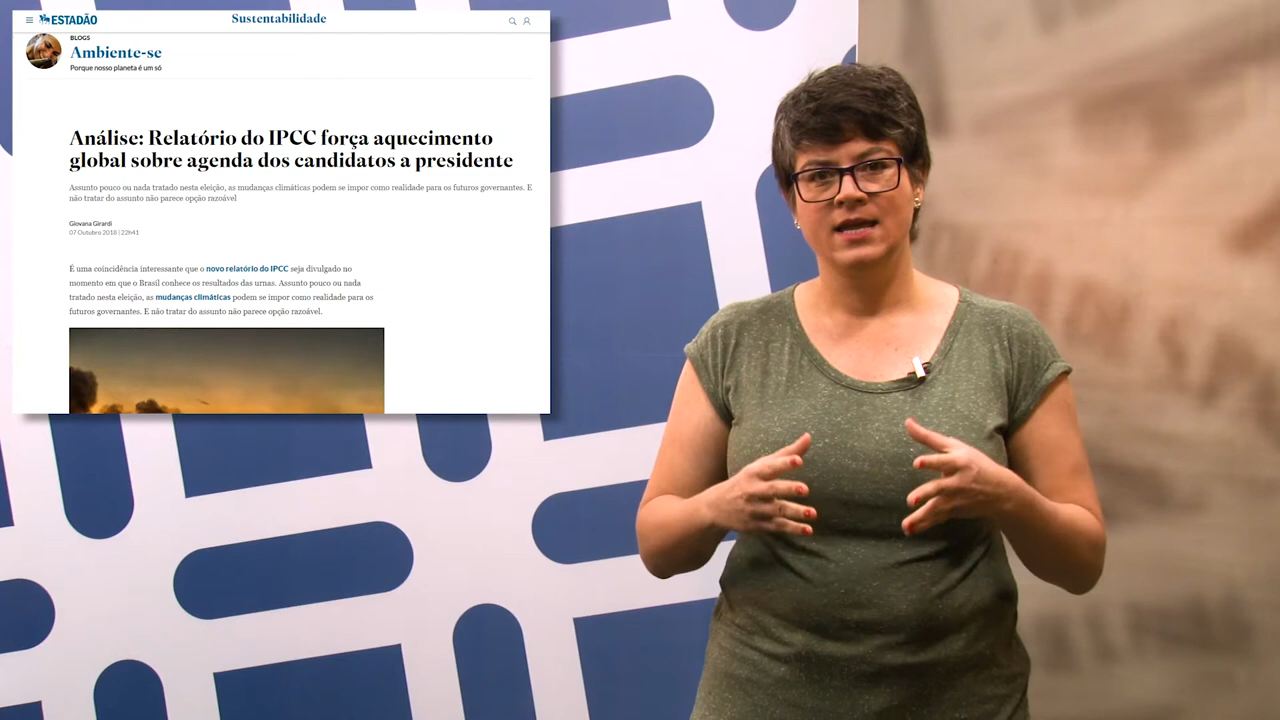 ESTADÃO
Sustentabilidade
BLOGS
Ambiente-se
Porque nosso planeta é um só
Análise: Relatório do IPCC força aquecimento
global sobre agenda dos candidatos a presidente
Assunto pouco ou nada tratado nesta eleição, as mudanças climáticas podem se impor como realidade para os futuros governantes. E
não tratar do assunto não parece opção razoável
Giovana Girardi
07 Outubro 2018 | 22h41
É uma coincidência interessante que o novo relatório do IPCC seja divulgado no
momento em que o Brasil conhece os resultados das urnas. Assunto pouco ou nada
tratado nesta eleição, as mudanças climáticas podem se impor como realidade para os
futuros governantes. E não tratar do assunto não parece opção razoável.